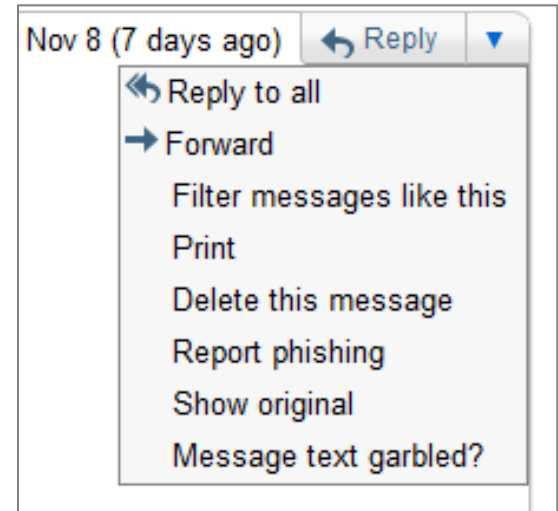 Nov 8 (7 days ago) Reply
Reply to all
Forward
Filter messages like this
Print
Delete this message
Report phishing
Show original
Message text garbled?